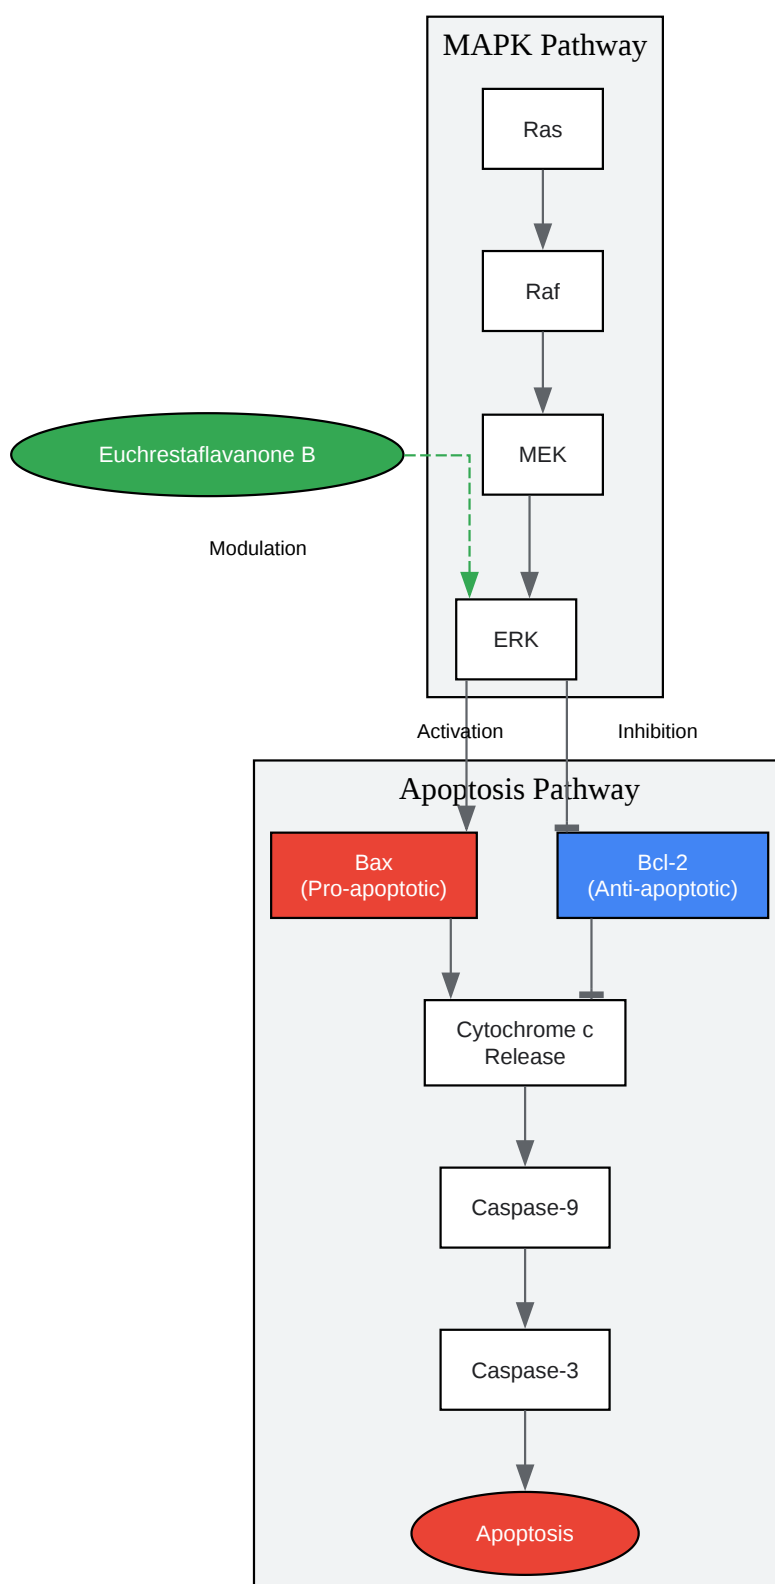 MAPK Pathway
Ras
Raf
Euchrestaflavanone B
MEK
Modulation
ERK
Activation
Inhibition
Apoptosis Pathway
Bax
(Pro-apoptotic)
Bcl-2
(Anti-apoptotic)
Cytochrome c
Release
Caspase-9
Caspase-3
Apoptosis